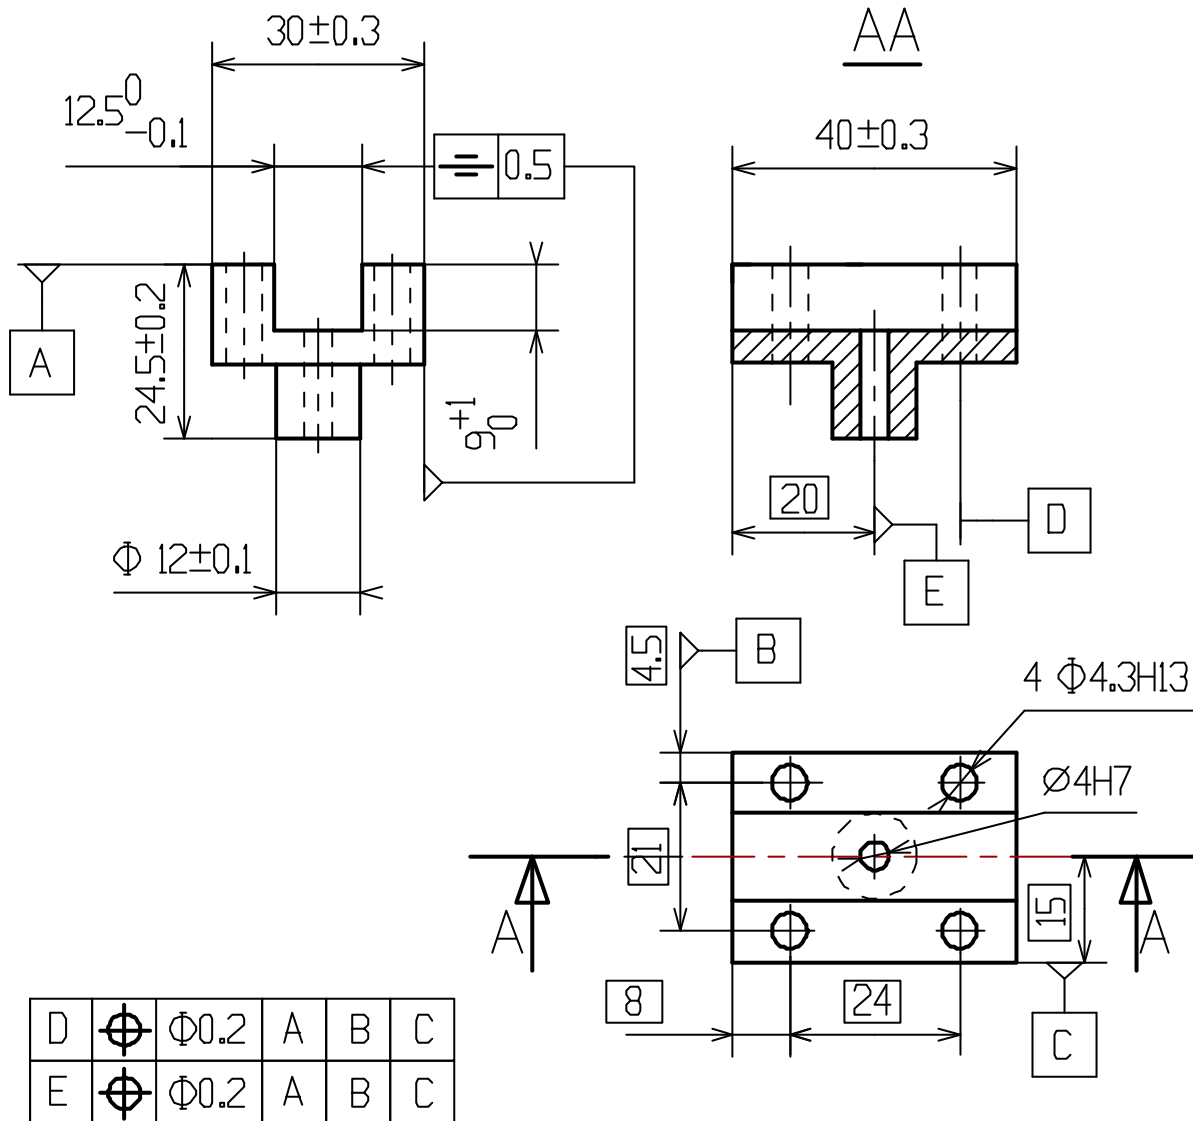 30±0.3
AA
12.5 0 -0.1
0.5
40±0.3
A
24.5±0.2
9 +1 0
20
D
Φ 12±0.1
E
4.5
B
4 Φ4.3H13
Ø4H7
21
15
A
A
8
24
C
D Φ0.2 A B C
E Φ0.2 A B C